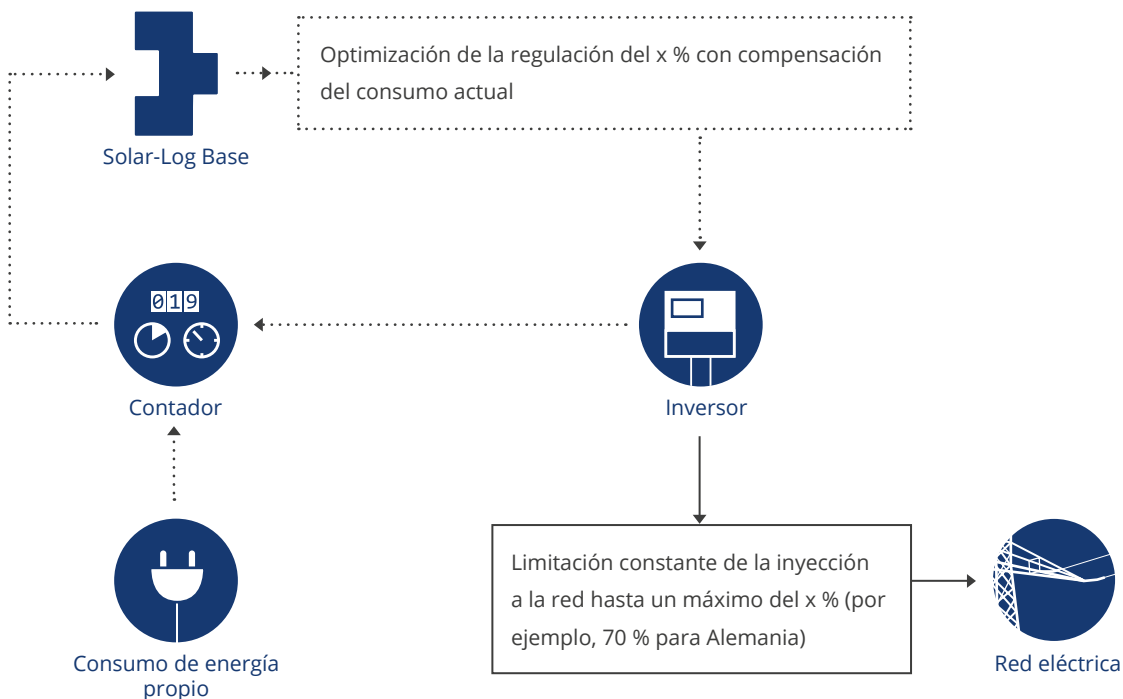 Optimización de la regulación del x % con compensación
del consumo actual
Solar-Log Base
019
Contador
Inversor
Limitación constante de la inyección
a la red hasta un máximo del x % (por
ejemplo, 70 % para Alemania)
Consumo de energía
propio
Red eléctrica